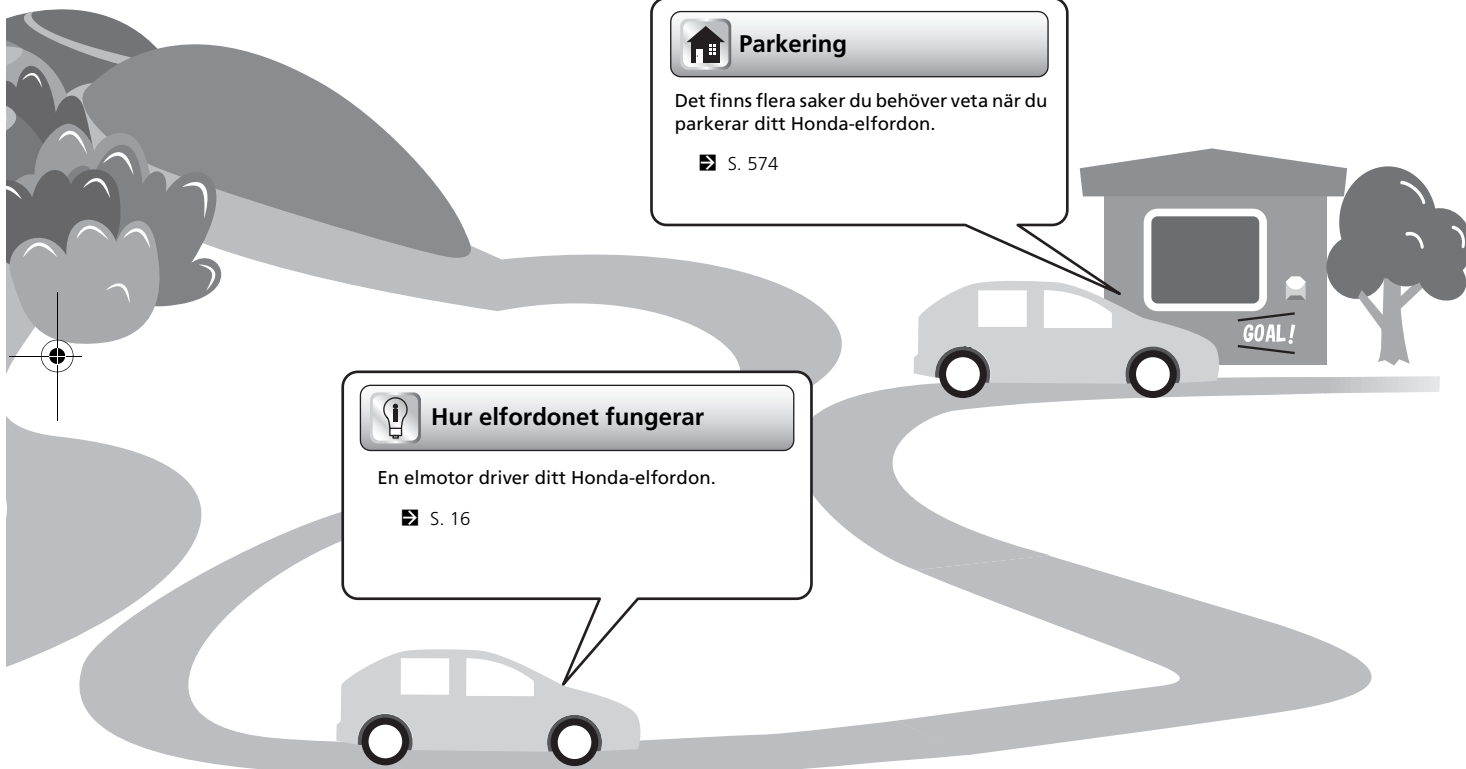 Parkering
Det finns flera saker du behöver veta när du
parkerar ditt Honda-elfordon.
S. 574
GOAL!
Hur elfordonet fungerar
En elmotor driver ditt Honda-elfordon.
S. 16